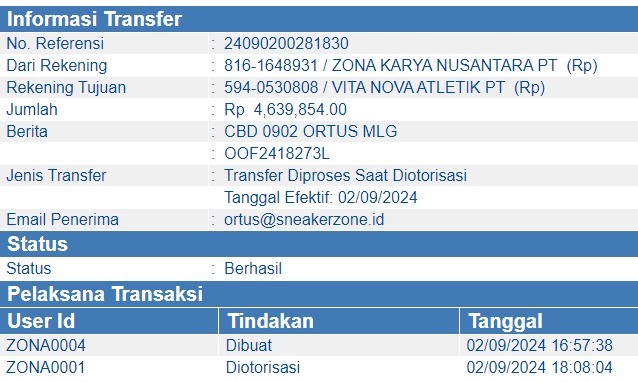 Informasi Transfer
No. Referensi : 24090200281830
Dari Rekening : 816-1648931 / ZONA KARYA NUSANTARA PT (Rp)
Rekening Tujuan : 594-0530808 / VITA NOVA ATLETIK PT (Rp)
Jumlah : Rp 4,639,854.00
Berita : CBD 0902 ORTUS MLG
: OOF2418273L
Jenis Transfer : Transfer Diproses Saat Diotorisasi
Tanggal Efektif: 02/09/2024
Email Penerima : ortus@sneakerzone.id
Status
Status : Berhasil
Pelaksana Transaksi
User Id Tindakan Tanggal
ZONA0004 Dibuat 02/09/2024 16:57:38
ZONA0001 Diotorisasi 02/09/2024 18:08:04